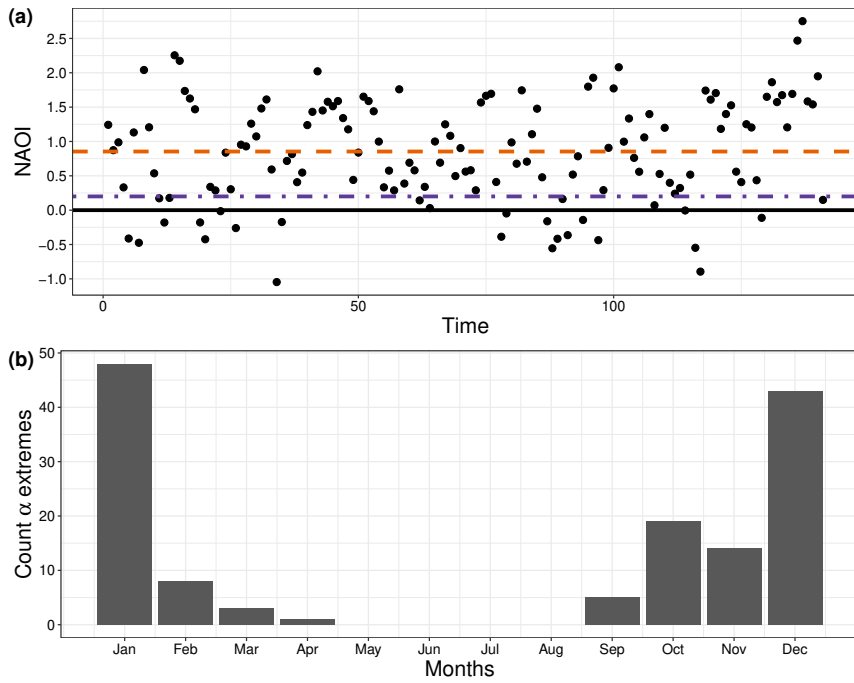 (a)
NAOI
2.5
2.0
1.5
1.0
0.5
0.0
−0.5
−1.0
0 50 100
Time
(b)
Count α extremes
50
40
30
20
10
0
Jan Feb Mar Apr May Jun Jul Aug Sep Oct Nov Dec
Months